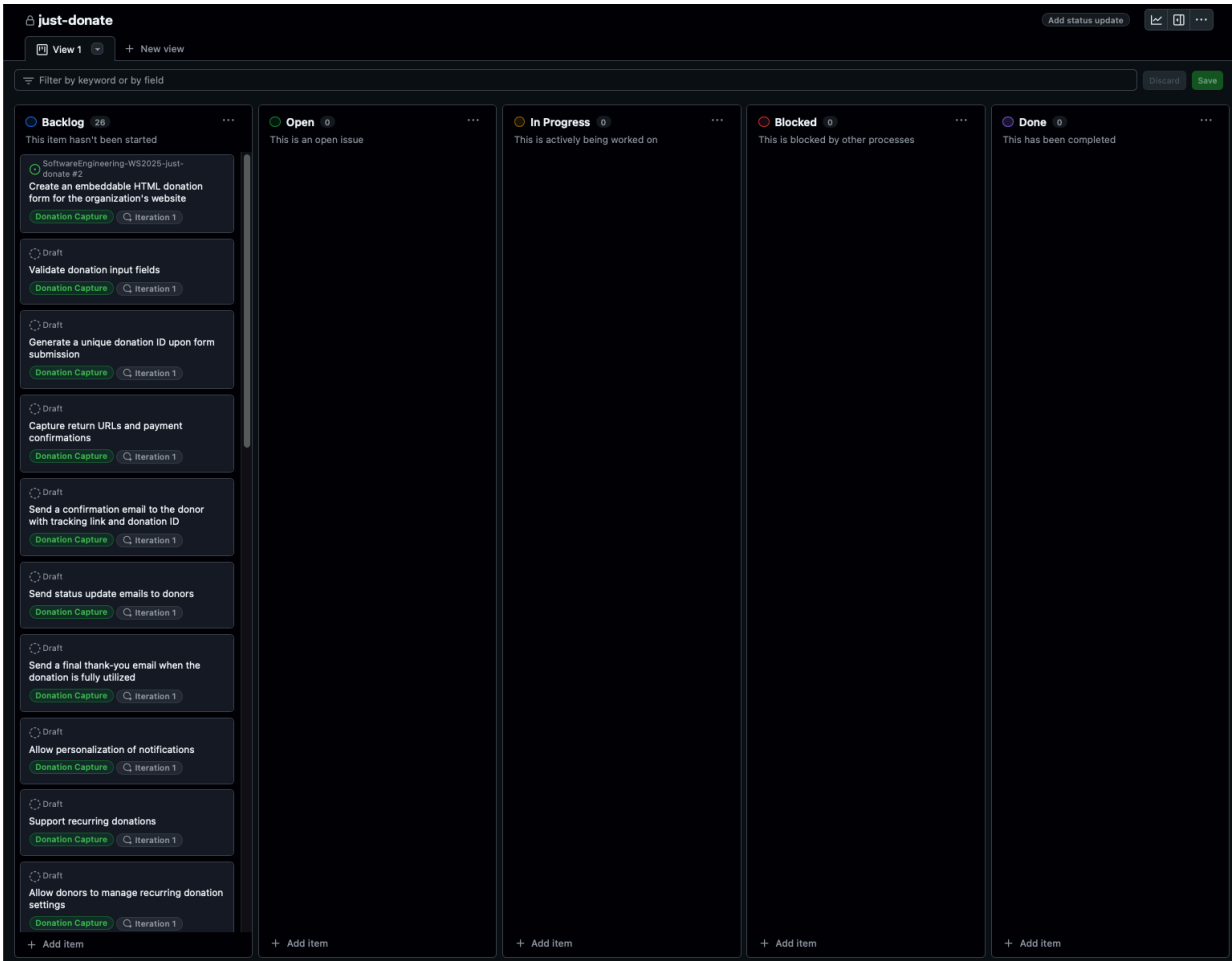 just-donate
Add status update
View 1
New view
Filter by keyword or by field
Discard
Save
Backlog 26
This item hasn't been started
SoftwareEngineering-WS2025-just-
donate #2
Create an embeddable HTML donation
form for the organization's website
Donation Capture Iteration 1
Draft
Validate donation input fields
Donation Capture Iteration 1
Draft
Generate a unique donation ID upon form
submission
Donation Capture Iteration 1
Draft
Capture return URLs and payment
confirmations
Donation Capture Iteration 1
Draft
Send a confirmation email to the donor
with tracking link and donation ID
Donation Capture Iteration 1
Draft
Send status update emails to donors
Donation Capture Iteration 1
Draft
Send a final thank-you email when the
donation is fully utilized
Donation Capture Iteration 1
Draft
Allow personalization of notifications
Donation Capture Iteration 1
Draft
Support recurring donations
Donation Capture Iteration 1
Draft
Allow donors to manage recurring donation
settings
Donation Capture Iteration 1
+ Add item
Open 0
This is an open issue
+ Add item
In Progress 0
This is actively being worked on
+ Add item
Blocked 0
This is blocked by other processes
+ Add item
Done 0
This has been completed
+ Add item